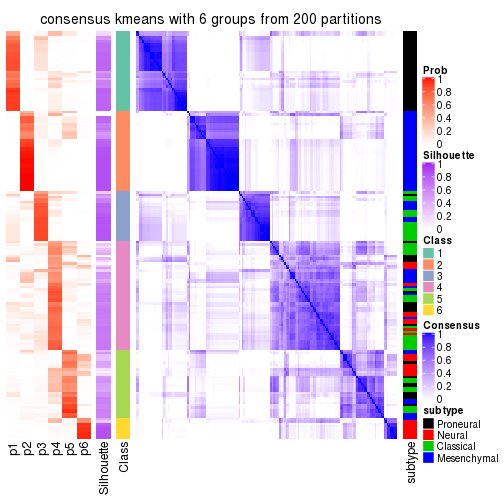 consensus kmeans with 6 groups from 200 partitions
Prob
1
0.8
0.6
0.4
0.2
0
Silhouette
1
0.8
0.6
0.4
0.2
0
Class
1
2
3
4
5
6
Consensus
1
0.8
0.6
0.4
0.2
0
subtype
Proneural
Neural
Classical
Mesenchymal
p1
p2
p3
p4
p5
p6
Silhouette
Class
subtype